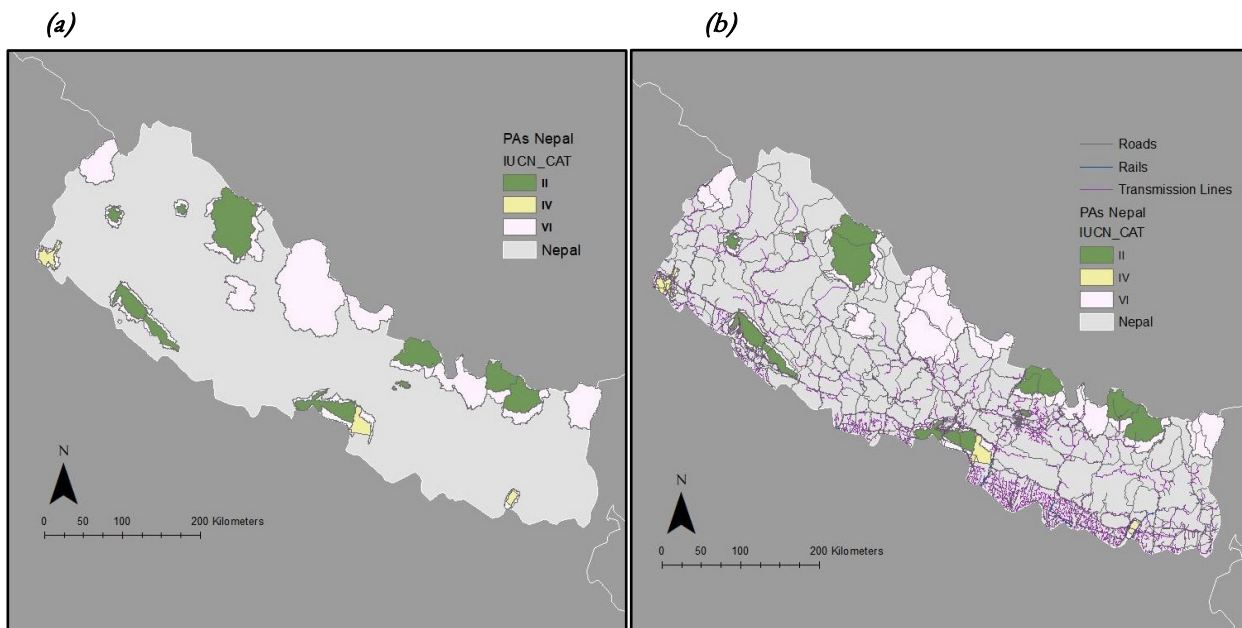 (a)
PAs Nepal
IUCN_CAT
II
IV
VI
Nepal
N
0 50 100 200 Kilometers
(b)
Roads
Rails
Transmission Lines
PAs Nepal
IUCN_CAT
II
IV
VI
Nepal
N
0 50 100 200 Kilometers